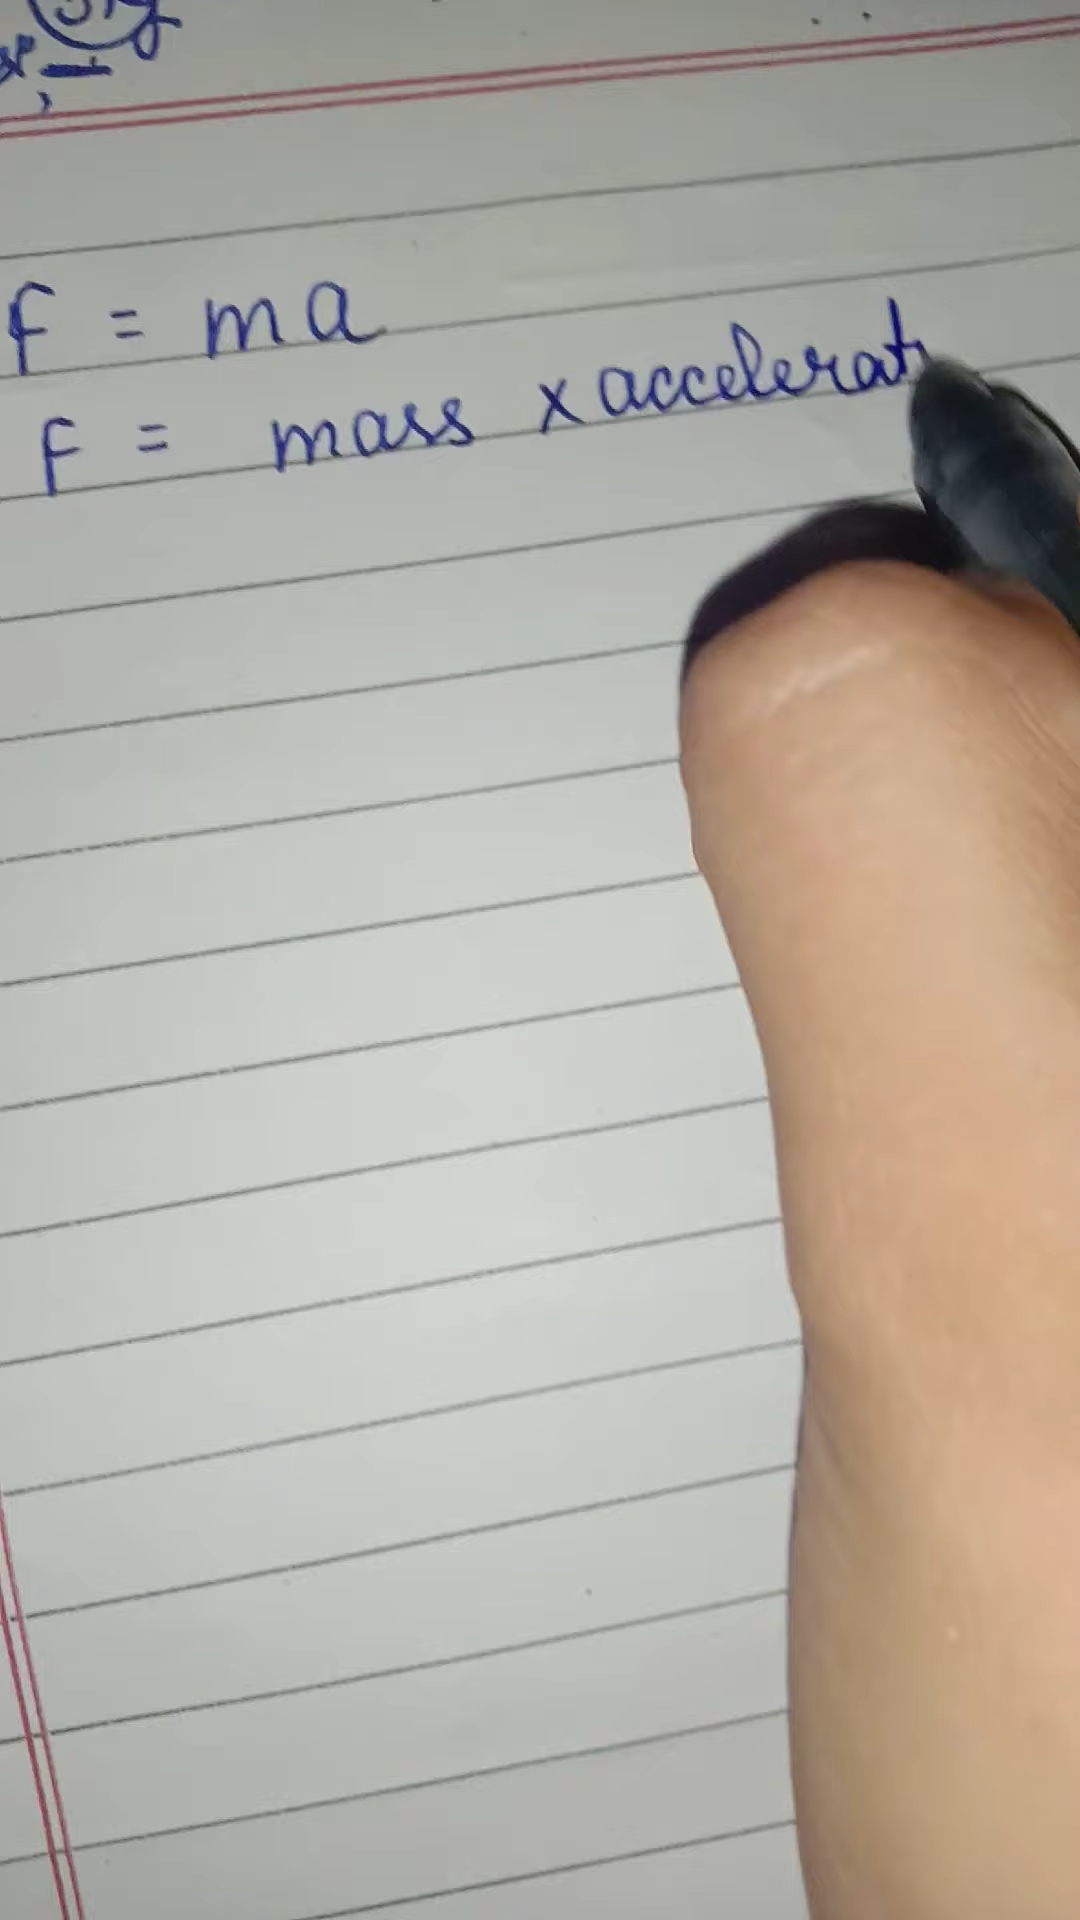 F = ma
F = mass x accelerat